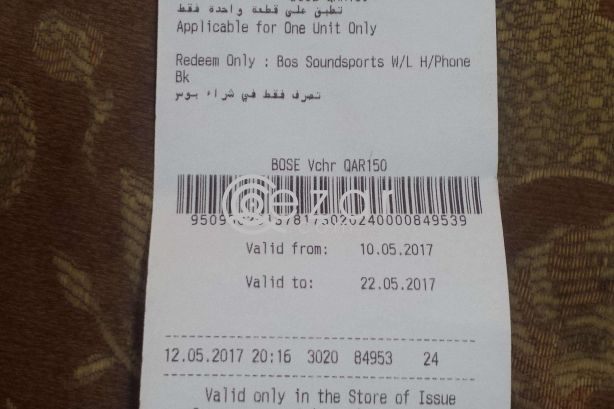 تطبق على قطعة واحدة فقط
Applicable for One Unit Only
Redeem Only : Bos Soundsports W/L H/Phone
Bk
تصرف فقط في شراء بوس
BOSE Vchr QAR150
Qezar
Valid from: 10.05.2017
Valid to: 22.05.2017
12.05.2017 20:16 3020 84953 24
Valid only in the Store of Issue